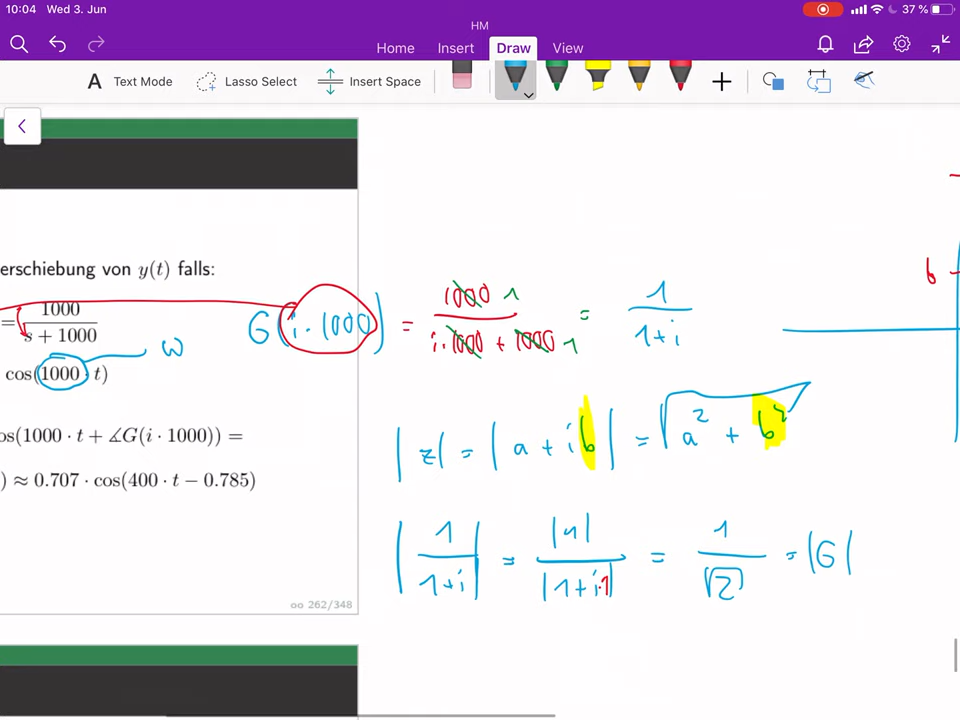 10:04 Wed 3. Jun
37 %
HM
Home Insert Draw View
A Text Mode Lasso Select Insert Space
erschiebung von y(t) falls:
= 1000 / s + 1000
cos(1000 · t)
ω
os(1000 · t + ∡G(i · 1000)) =
) ≈ 0.707 · cos(400 · t − 0.785)
262/348
G(i · 1000) = 1000 1 / i · 1000 + 1000 1 = 1 / 1+i
b
|z| = |a + ib| = √a² + b²
|1 / 1+i| = |1| / |1+i·1| = 1 / √2 = |G|